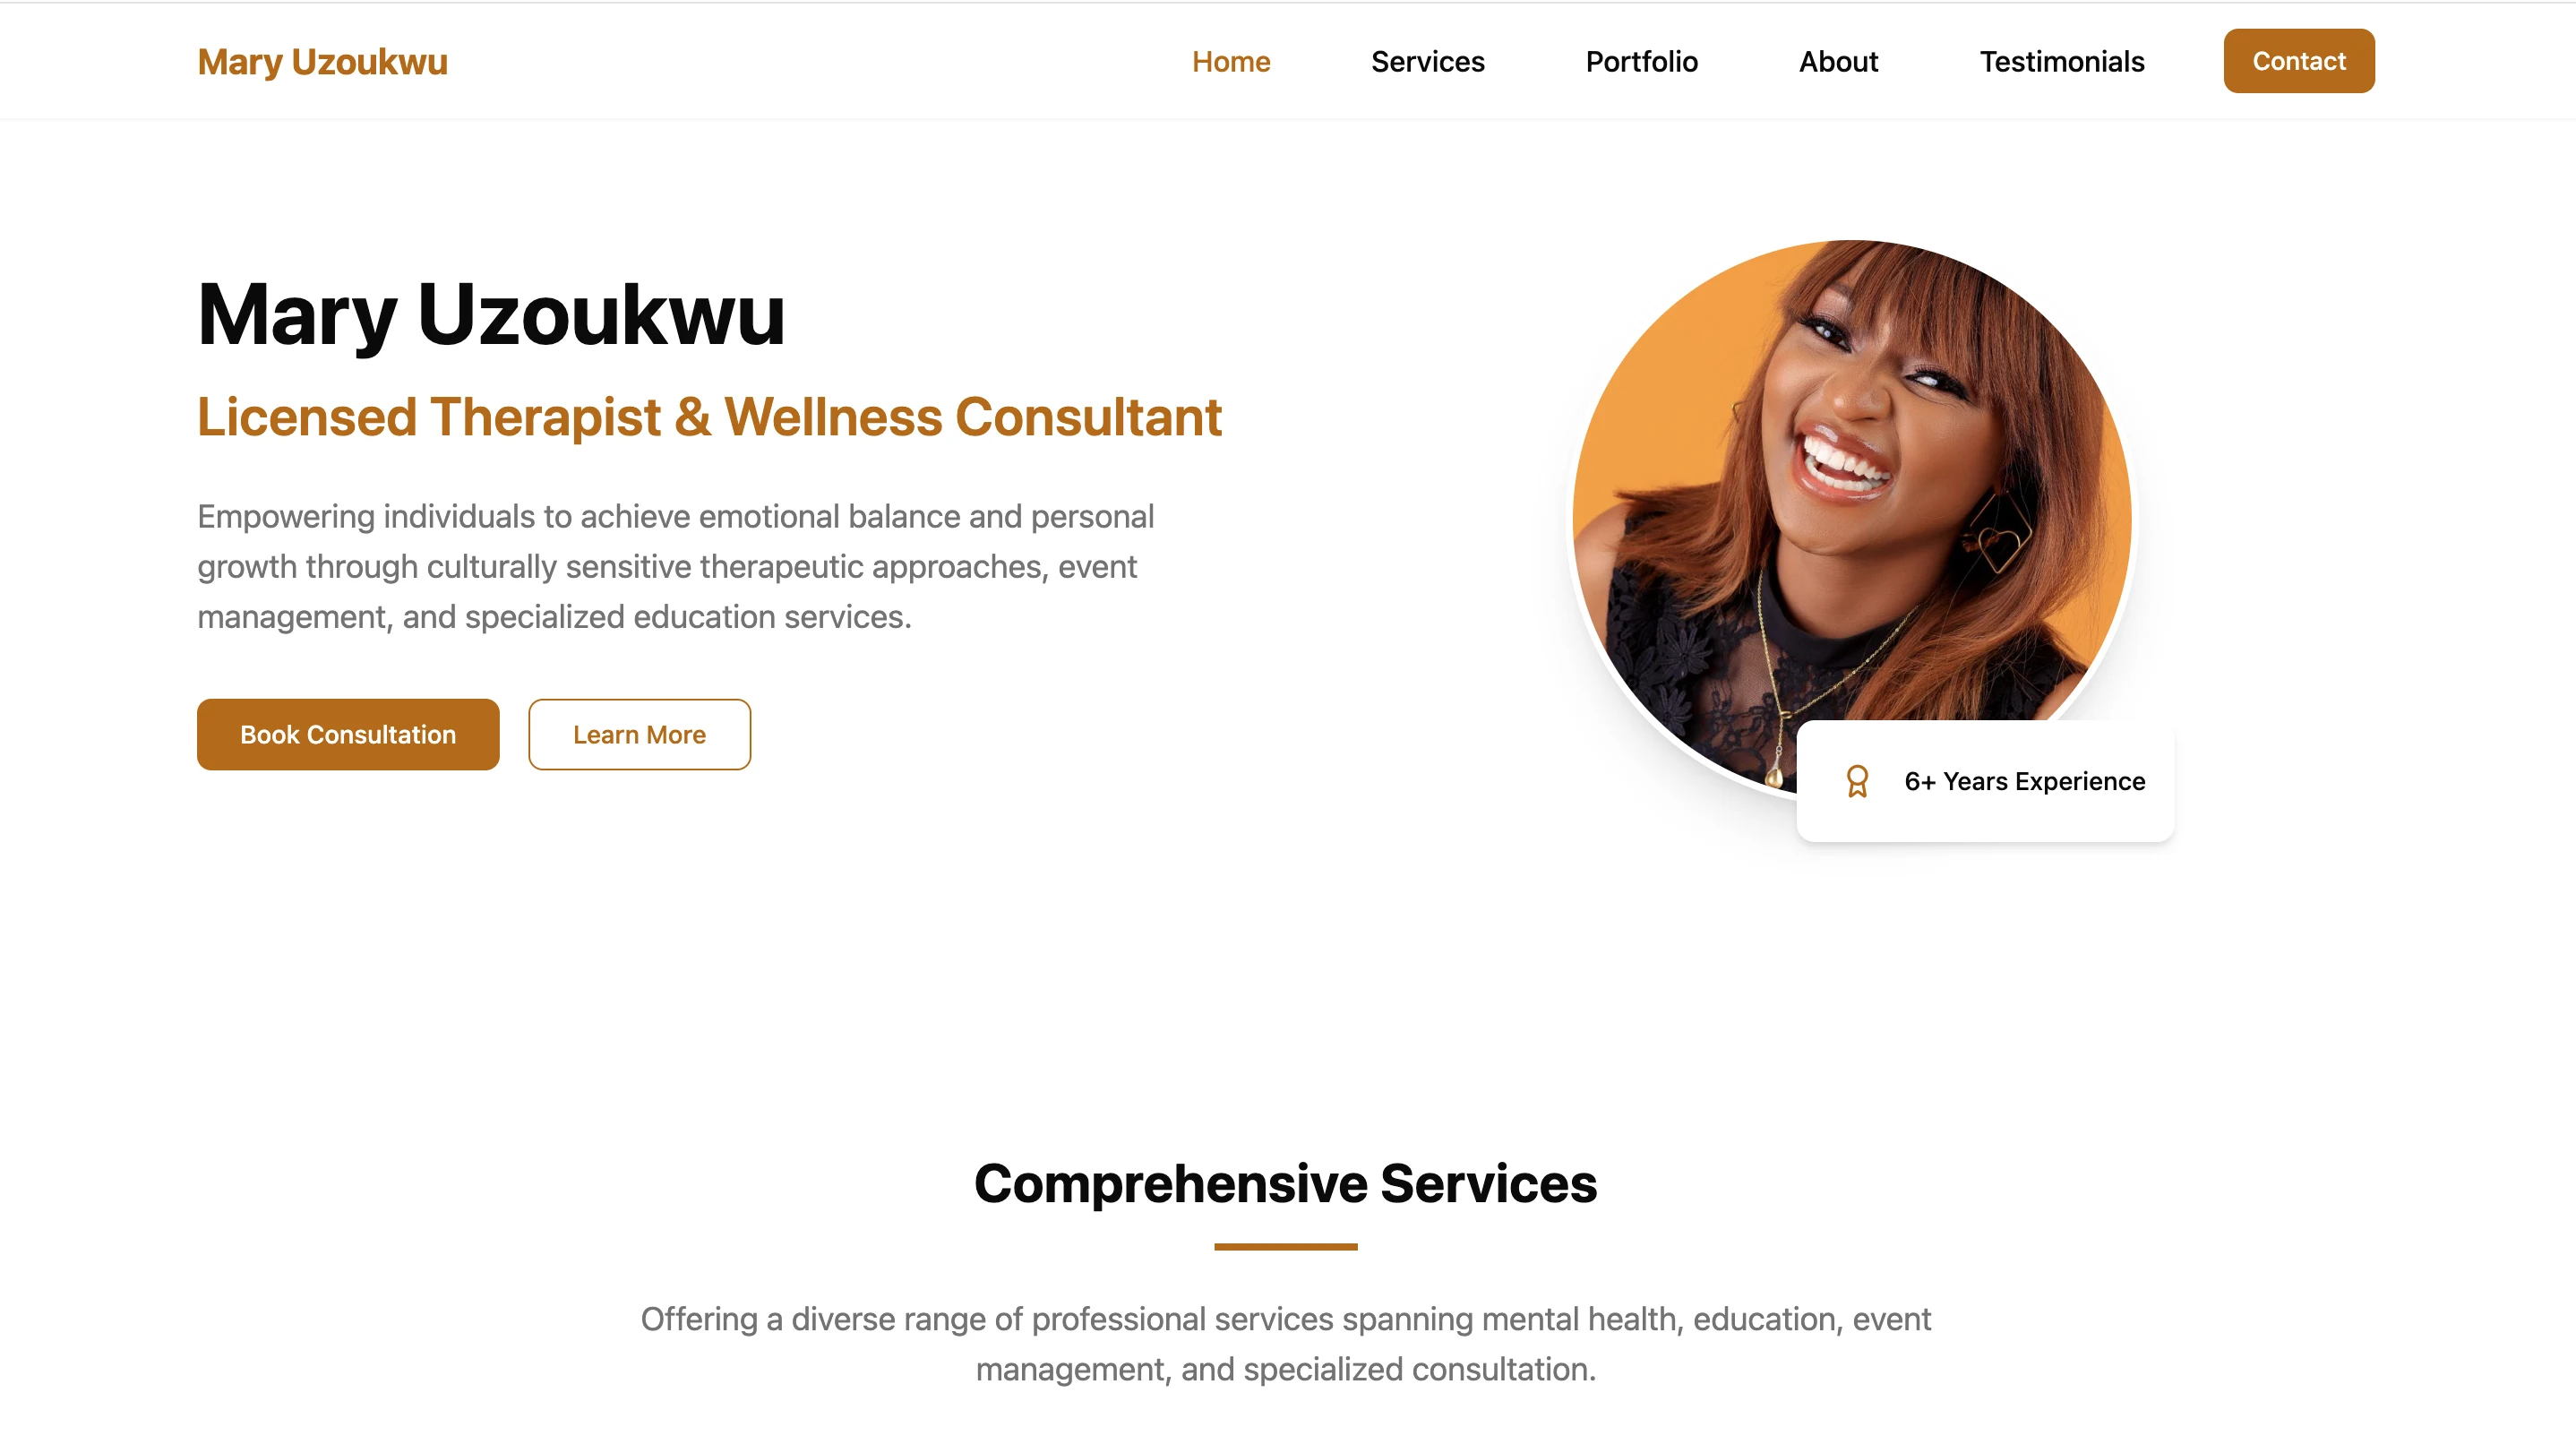 Mary Uzoukwu
Home
Services
Portfolio
About
Testimonials
Contact
Mary Uzoukwu
Licensed Therapist & Wellness Consultant
Empowering individuals to achieve emotional balance and personal
growth through culturally sensitive therapeutic approaches, event
management, and specialized education services.
Book Consultation
Learn More
6+ Years Experience
Comprehensive Services
Offering a diverse range of professional services spanning mental health, education, event
management, and specialized consultation.